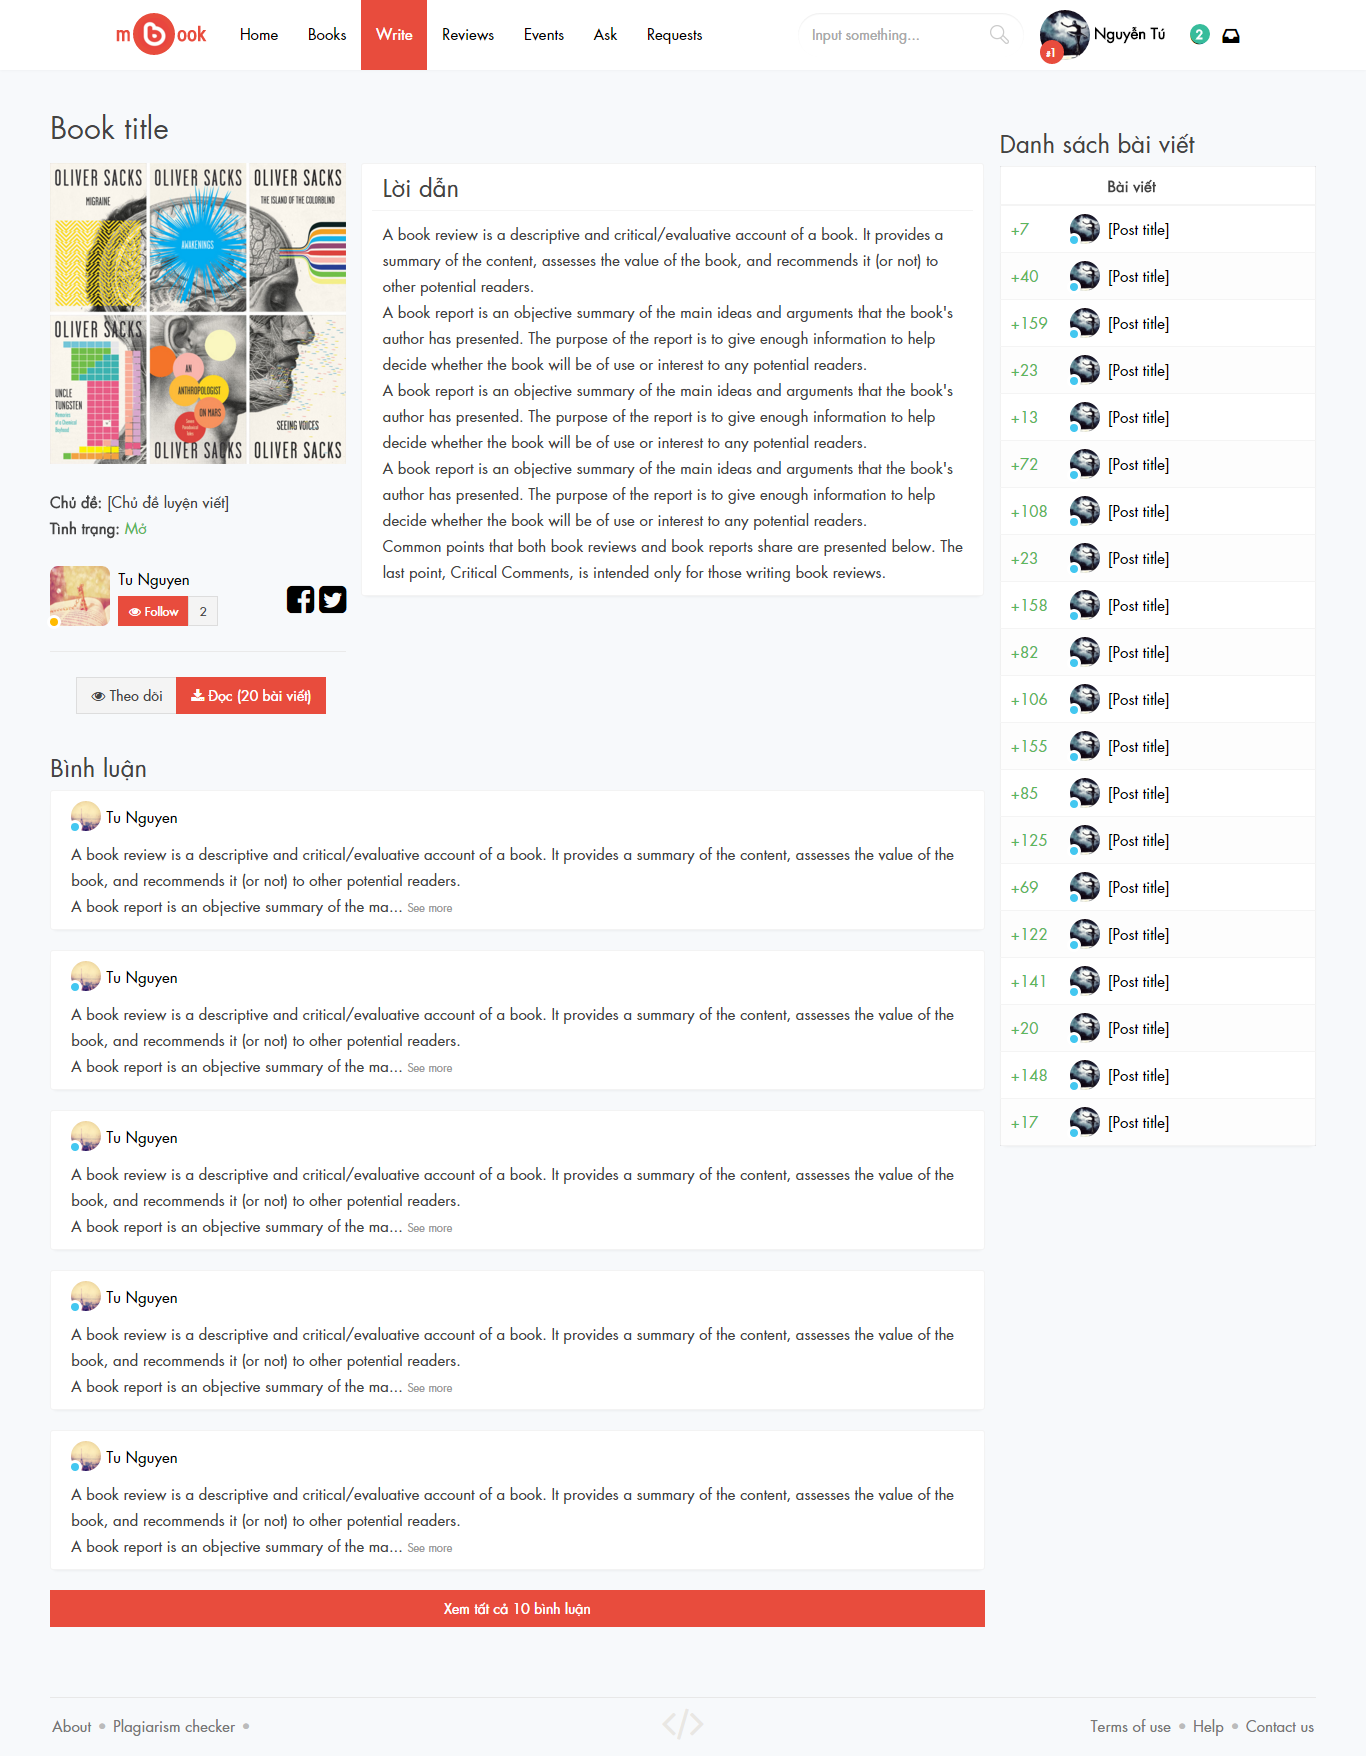 mbook
Home
Books
Write
Reviews
Events
Ask
Requests
Input something...
#1
Nguyễn Tú
2
Book title
OLIVER SACKS
MIGRAINE
OLIVER SACKS
AWAKENINGS
OLIVER SACKS
THE ISLAND OF THE COLORBLIND
OLIVER SACKS
UNCLE
TUNGSTEN
Memories
of a Chemical
Boyhood
AN
ANTHROPOLOGIST
ON MARS
OLIVER SACKS
SEEING VOICES
OLIVER SACKS
Chủ đề: [Chủ đề luyện viết]
Tình trạng: Mở
Tu Nguyen
Follow
2
Theo dõi
Đọc (20 bài viết)
Lời dẫn
A book review is a descriptive and critical/evaluative account of a book. It provides a
summary of the content, assesses the value of the book, and recommends it (or not) to
other potential readers.
A book report is an objective summary of the main ideas and arguments that the book's
author has presented. The purpose of the report is to give enough information to help
decide whether the book will be of use or interest to any potential readers.
A book report is an objective summary of the main ideas and arguments that the book's
author has presented. The purpose of the report is to give enough information to help
decide whether the book will be of use or interest to any potential readers.
A book report is an objective summary of the main ideas and arguments that the book's
author has presented. The purpose of the report is to give enough information to help
decide whether the book will be of use or interest to any potential readers.
Common points that both book reviews and book reports share are presented below. The
last point, Critical Comments, is intended only for those writing book reviews.
Bình luận
Tu Nguyen
A book review is a descriptive and critical/evaluative account of a book. It provides a summary of the content, assesses the value of the
book, and recommends it (or not) to other potential readers.
A book report is an objective summary of the ma... See more
Tu Nguyen
A book review is a descriptive and critical/evaluative account of a book. It provides a summary of the content, assesses the value of the
book, and recommends it (or not) to other potential readers.
A book report is an objective summary of the ma... See more
Tu Nguyen
A book review is a descriptive and critical/evaluative account of a book. It provides a summary of the content, assesses the value of the
book, and recommends it (or not) to other potential readers.
A book report is an objective summary of the ma... See more
Tu Nguyen
A book review is a descriptive and critical/evaluative account of a book. It provides a summary of the content, assesses the value of the
book, and recommends it (or not) to other potential readers.
A book report is an objective summary of the ma... See more
Tu Nguyen
A book review is a descriptive and critical/evaluative account of a book. It provides a summary of the content, assesses the value of the
book, and recommends it (or not) to other potential readers.
A book report is an objective summary of the ma... See more
Xem tất cả 10 bình luận
Danh sách bài viết
Bài viết
+7 [Post title]
+40 [Post title]
+159 [Post title]
+23 [Post title]
+13 [Post title]
+72 [Post title]
+108 [Post title]
+23 [Post title]
+158 [Post title]
+82 [Post title]
+106 [Post title]
+155 [Post title]
+85 [Post title]
+125 [Post title]
+69 [Post title]
+122 [Post title]
+141 [Post title]
+20 [Post title]
+148 [Post title]
+17 [Post title]
About • Plagiarism checker •
</>
Terms of use • Help • Contact us